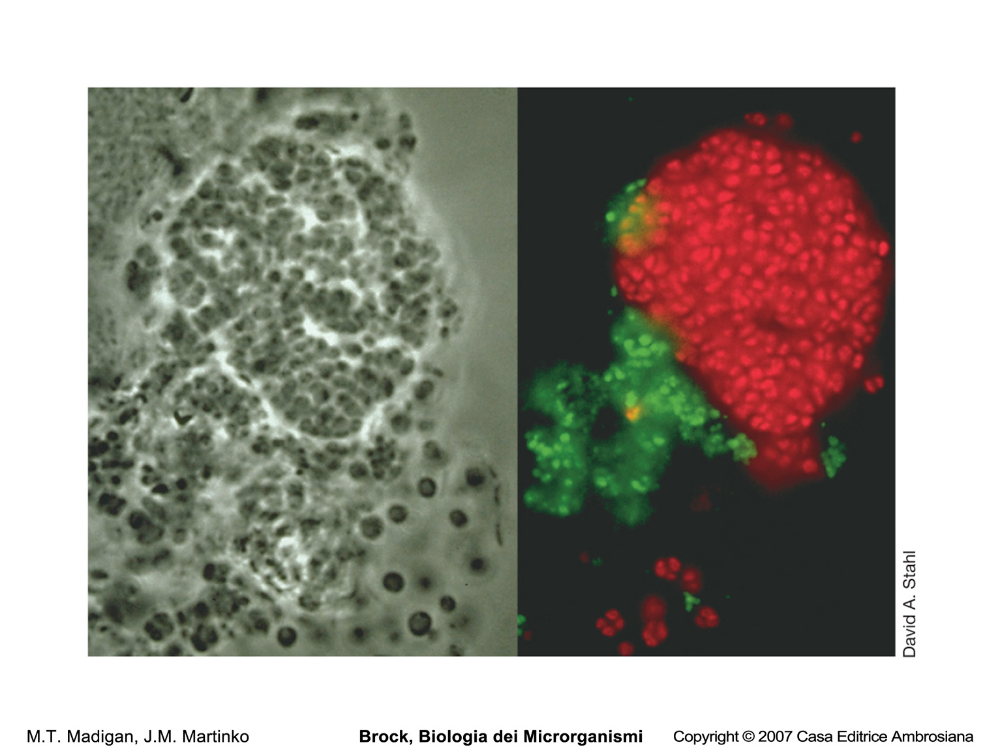 David A. Stahl
M.T. Madigan, J.M. Martinko
Brock, Biologia dei Microrganismi
Copyright © 2007 Casa Editrice Ambrosiana